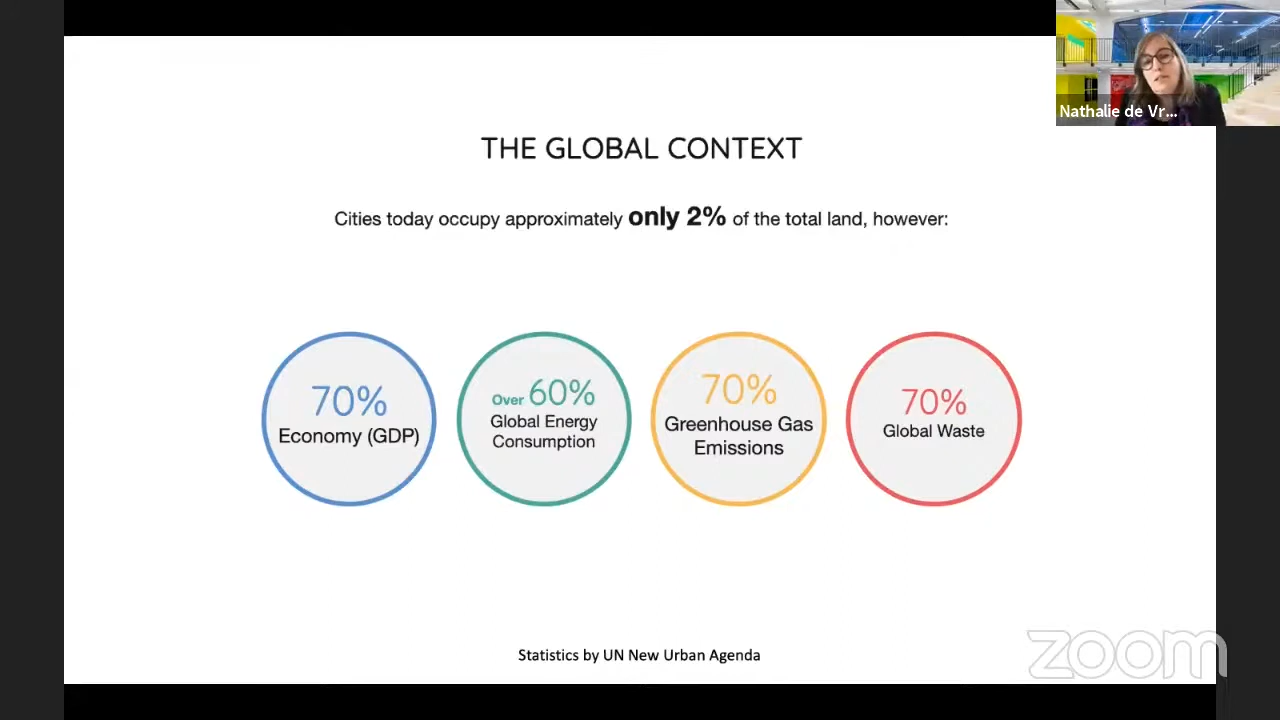 THE GLOBAL CONTEXT
Cities today occupy approximately only 2% of the total land, however:
70%
Economy (GDP)
Over 60%
Global Energy
Consumption
70%
Greenhouse Gas
Emissions
70%
Global Waste
Statistics by UN New Urban Agenda
Nathalie de Vr...
zoom